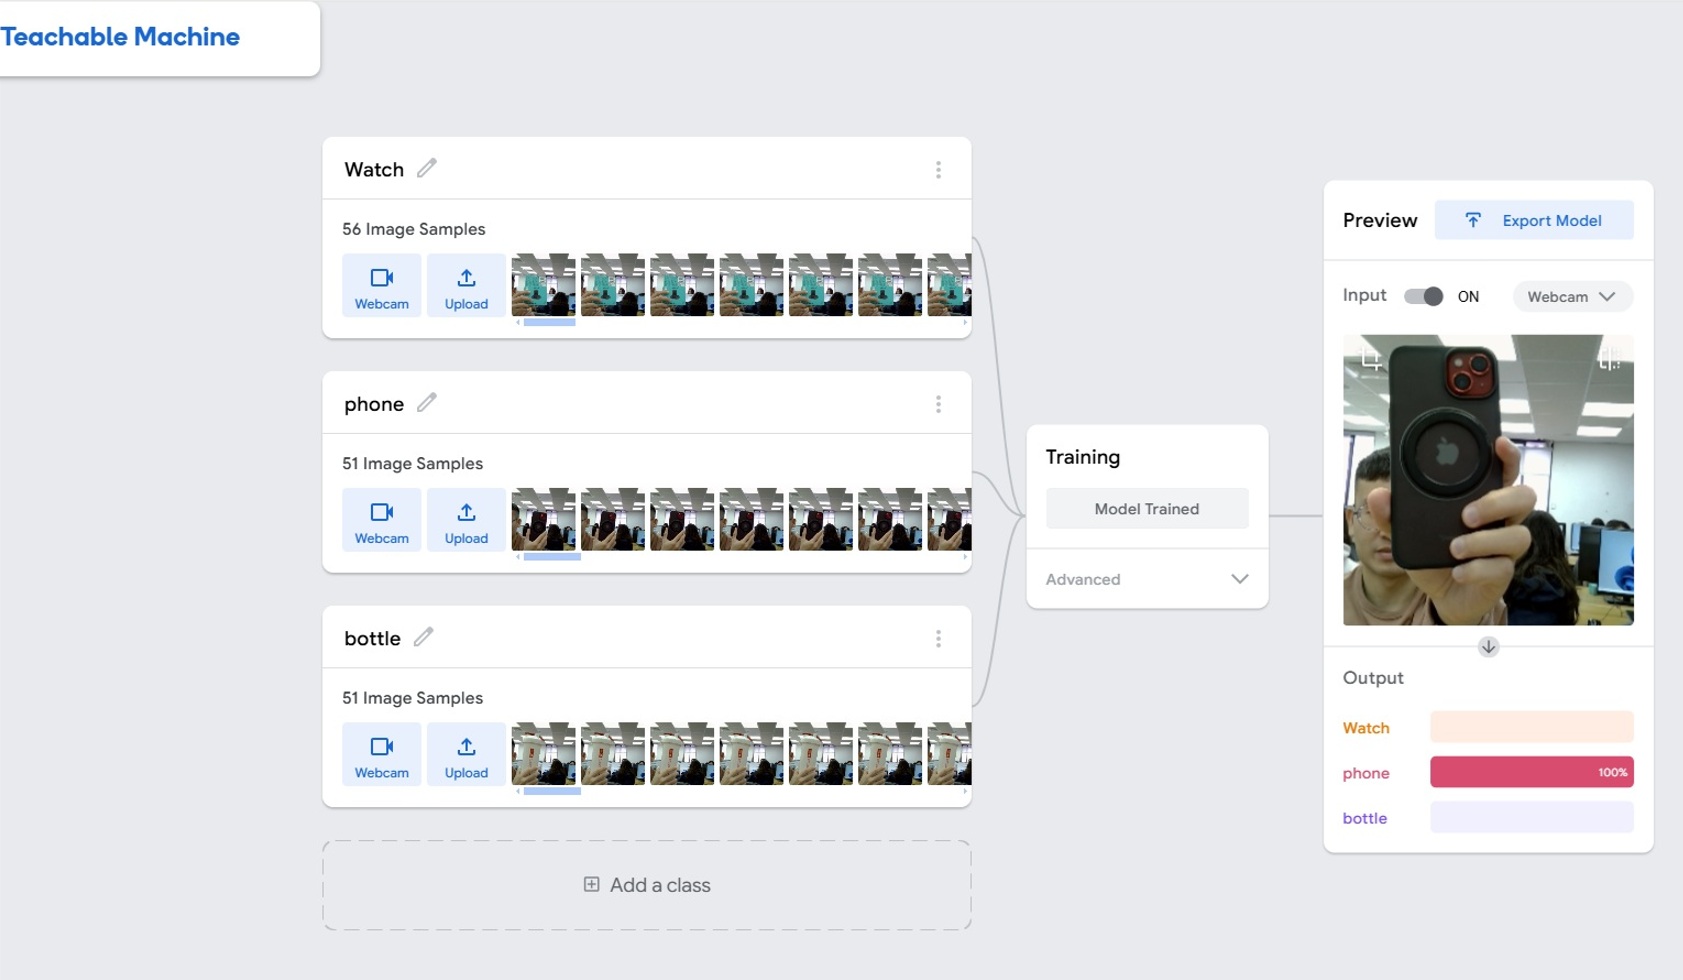 Teachable Machine
Watch
56 Image Samples
Webcam
Upload
phone
51 Image Samples
Webcam
Upload
bottle
51 Image Samples
Webcam
Upload
Add a class
Training
Model Trained
Advanced
Preview
Export Model
Input
ON
Webcam
Output
Watch
phone
100%
bottle